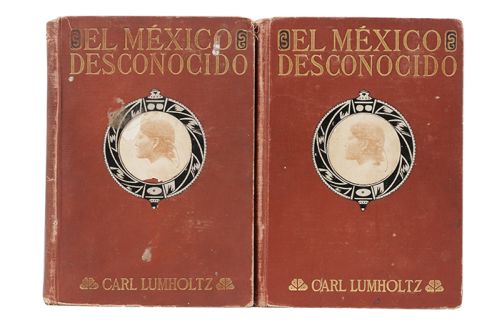 EL MÉXICO
DESCONOCIDO
CARL LUMHOLTZ
EL MÉXICO
DESCONOCIDO
CARL LUMHOLTZ